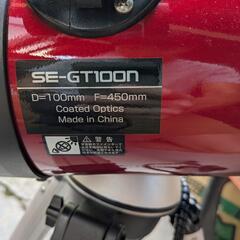 SE-GT100N
D=100mm F=450mm
Coated Optics
Made in China
警告